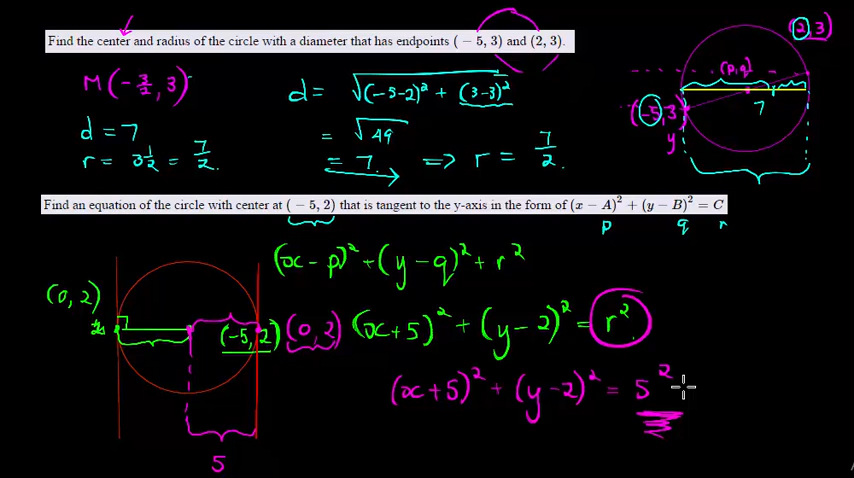 Find the center and radius of the circle with a diameter that has endpoints (−5, 3) and (2, 3).
(2, 3)
M(-3/2, 3)
d = √((-5-2)² + (3-3)²)
(p,q)
(-5, 3)
7
y
d = 7
= √49
r = 3 1/2 = 7/2.
= 7 ⟹ r = 7/2.
Find an equation of the circle with center at (−5, 2) that is tangent to the y-axis in the form of (x − A)² + (y − B)² = C
p q r
(x-p)² + (y-q)² + r²
(0, 2)
(-5, 2) (0, 2) (x+5)² + (y-2)² = r².
(x+5)² + (y-2)² = 5²
5